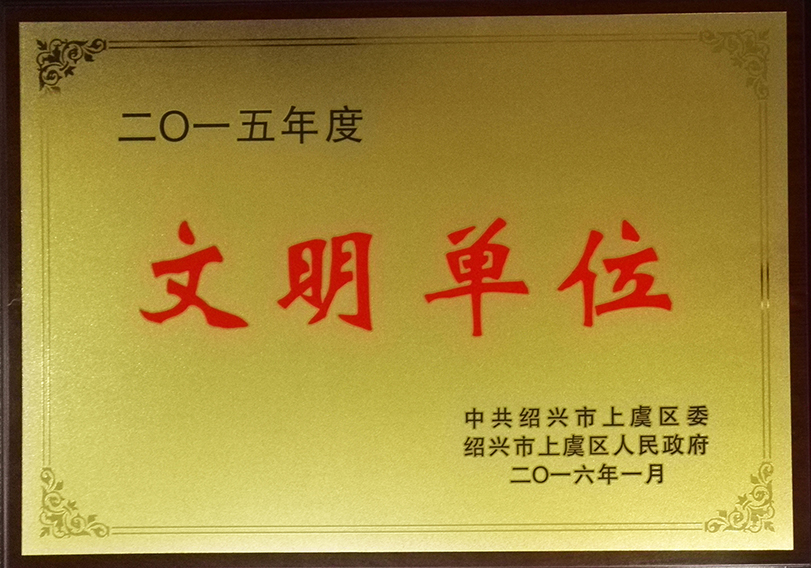 二〇一五年度
文明单位
中共绍兴市上虞区委
绍兴市上虞区人民政府
二〇一六年一月